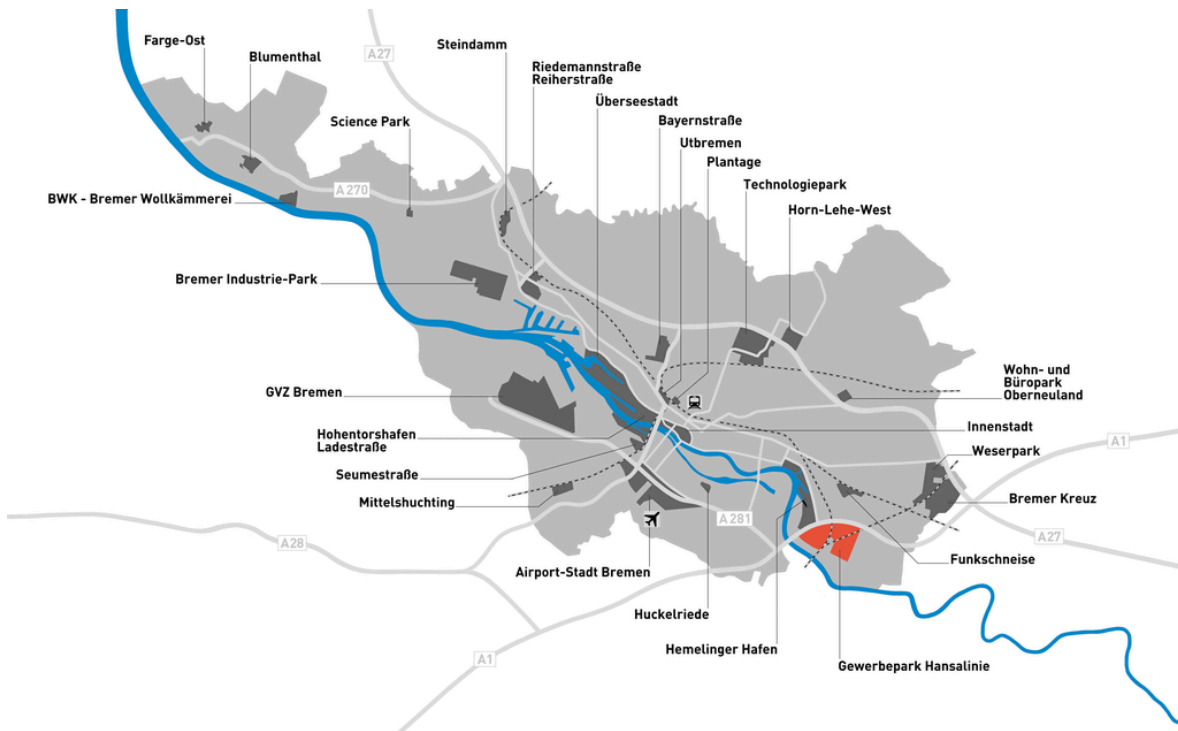 Farge-Ost
Blumenthal
A27
Steindamm
Riedemannstraße
Reiherstraße
Überseestadt
Bayernstraße
Utbremen
Plantage
Technologiepark
Horn-Lehe-West
Science Park
A 270
BWK - Bremer Wollkämmerei
Bremer Industrie-Park
GVZ Bremen
Wohn- und
Büropark
Oberneuland
Innenstadt
A1
Weserpark
Hohentorshafen
Ladestraße
Seumestraße
Mittelshuchting
Bremer Kreuz
A281
A27
A28
Airport-Stadt Bremen
Funkschneise
Huckelriede
Hemelinger Hafen
A1
Gewerbepark Hansalinie